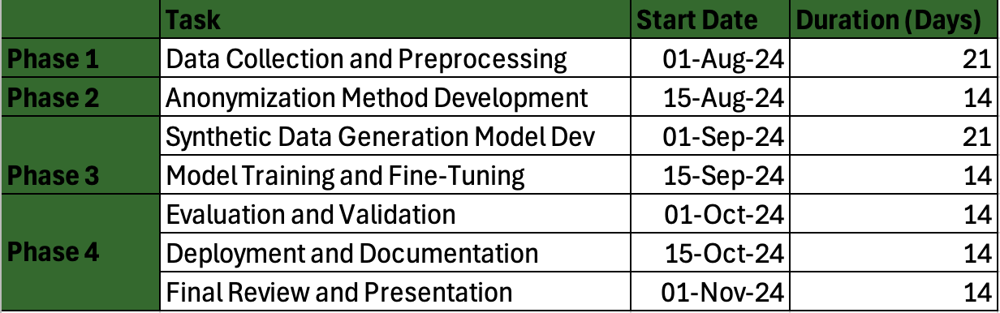 Task Start Date Duration (Days)
Phase 1 Data Collection and Preprocessing 01-Aug-24 21
Phase 2 Anonymization Method Development 15-Aug-24 14
Synthetic Data Generation Model Dev 01-Sep-24 21
Phase 3 Model Training and Fine-Tuning 15-Sep-24 14
Evaluation and Validation 01-Oct-24 14
Phase 4 Deployment and Documentation 15-Oct-24 14
Final Review and Presentation 01-Nov-24 14